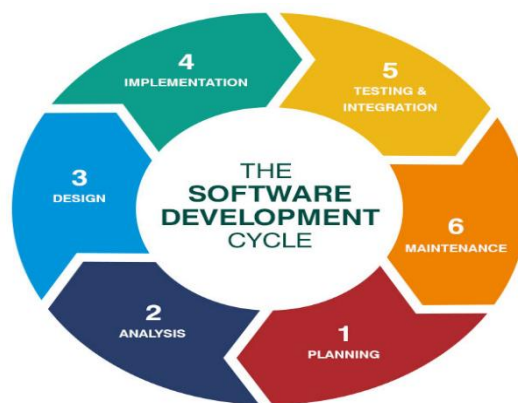 THE
SOFTWARE
DEVELOPMENT
CYCLE
1
PLANNING
2
ANALYSIS
3
DESIGN
4
IMPLEMENTATION
5
TESTING &
INTEGRATION
6
MAINTENANCE